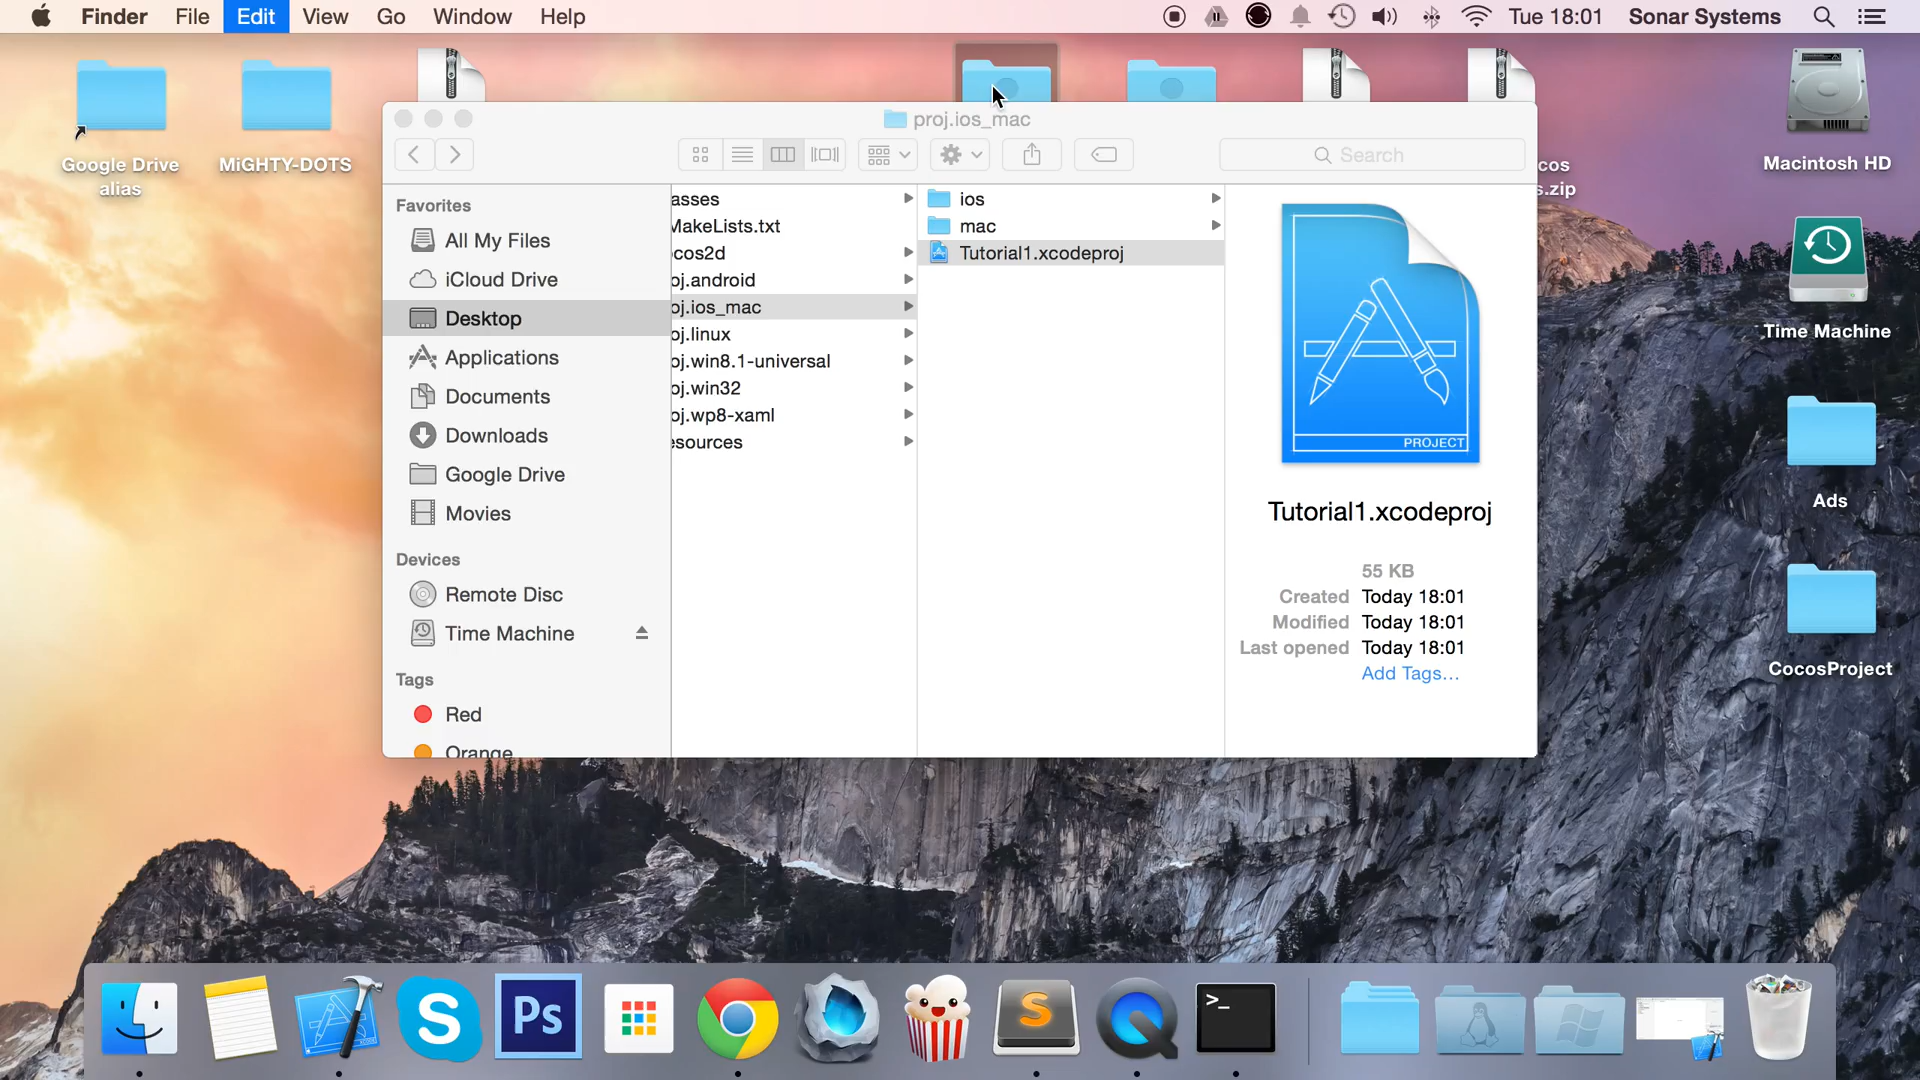 Finder File Edit View Go Window Help Tue 18:01 Sonar Systems
Google Drive
alias
MiGHTY-DOTS
cos
s.zip
Macintosh HD
Time Machine
Ads
CocosProject
proj.ios_mac
Search
Favorites
All My Files
iCloud Drive
Desktop
Applications
Documents
Downloads
Google Drive
Movies
Devices
Remote Disc
Time Machine
Tags
Red
Orange
asses
MakeLists.txt
cos2d
oj.android
oj.ios_mac
oj.linux
oj.win8.1-universal
oj.win32
oj.wp8-xaml
esources
ios
mac
Tutorial1.xcodeproj
PROJECT
Tutorial1.xcodeproj
55 KB
Created Today 18:01
Modified Today 18:01
Last opened Today 18:01
Add Tags...
Ps
S
>_